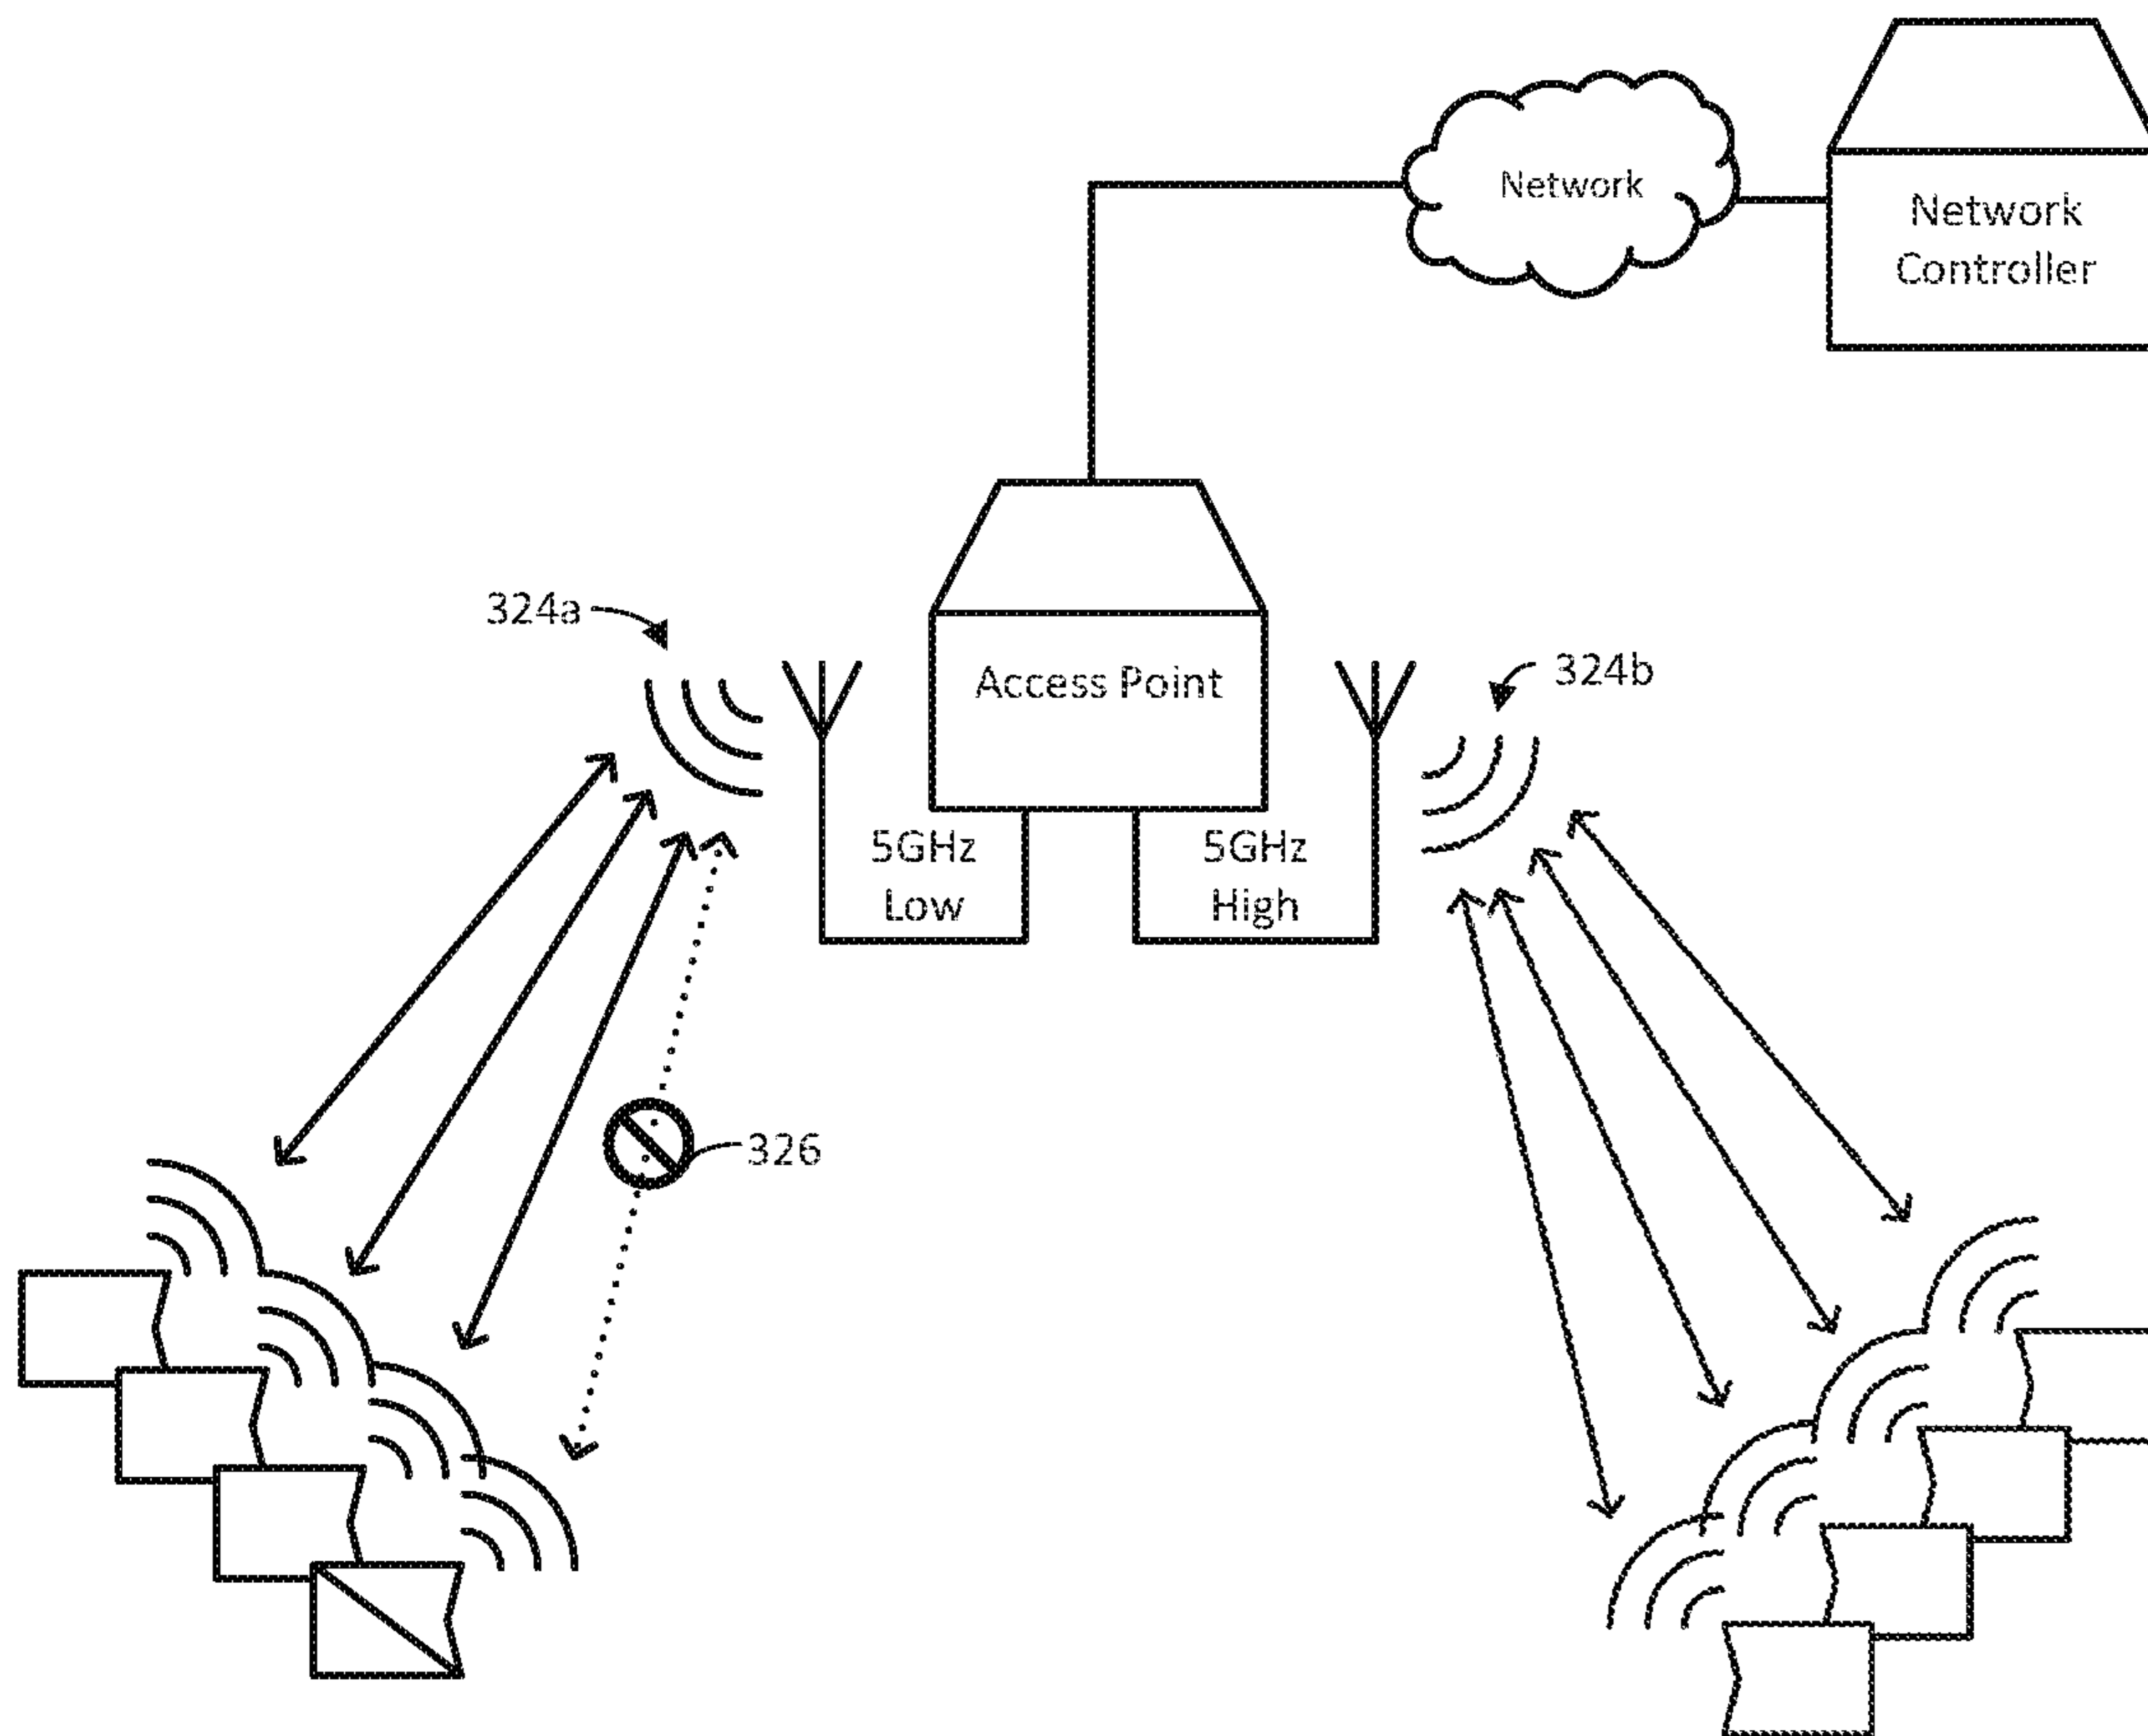 Network
Network
Controller
324a
Access Point
324b
5GHz
Low
5GHz
High
326